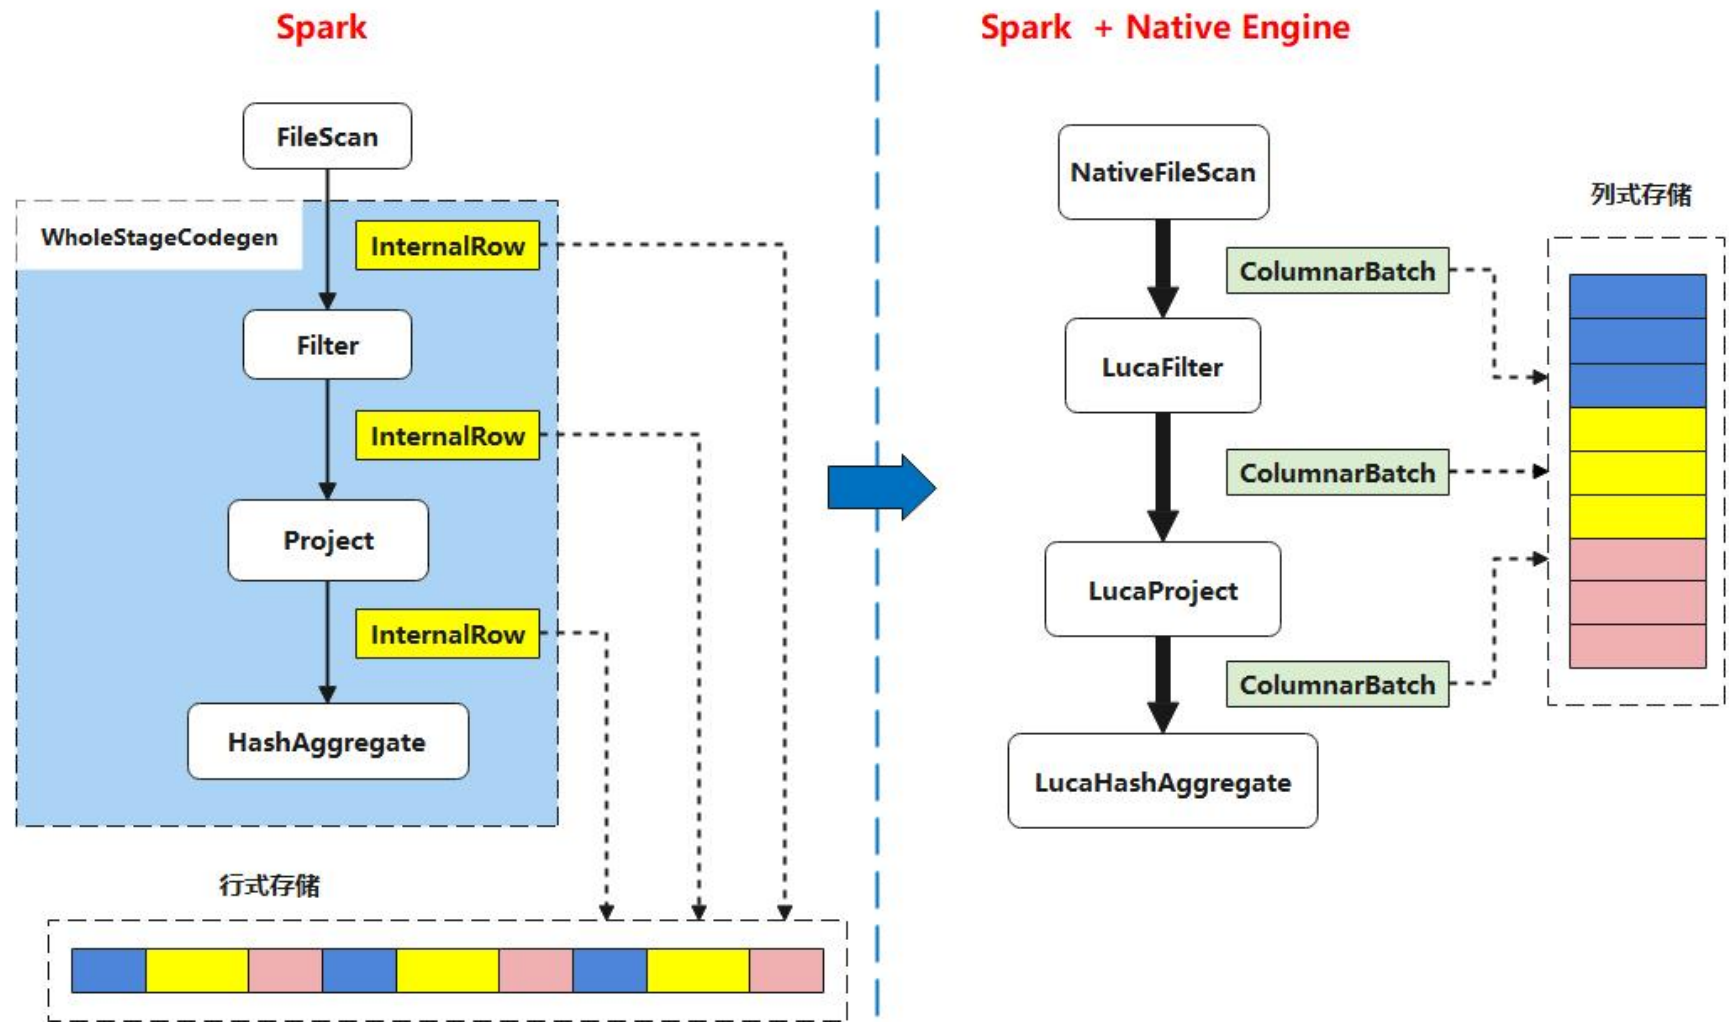 Spark
FileScan
WholeStageCodegen
InternalRow
Filter
InternalRow
Project
InternalRow
HashAggregate
行式存储
Spark + Native Engine
NativeFileScan
列式存储
ColumnarBatch
LucaFilter
ColumnarBatch
LucaProject
ColumnarBatch
LucaHashAggregate